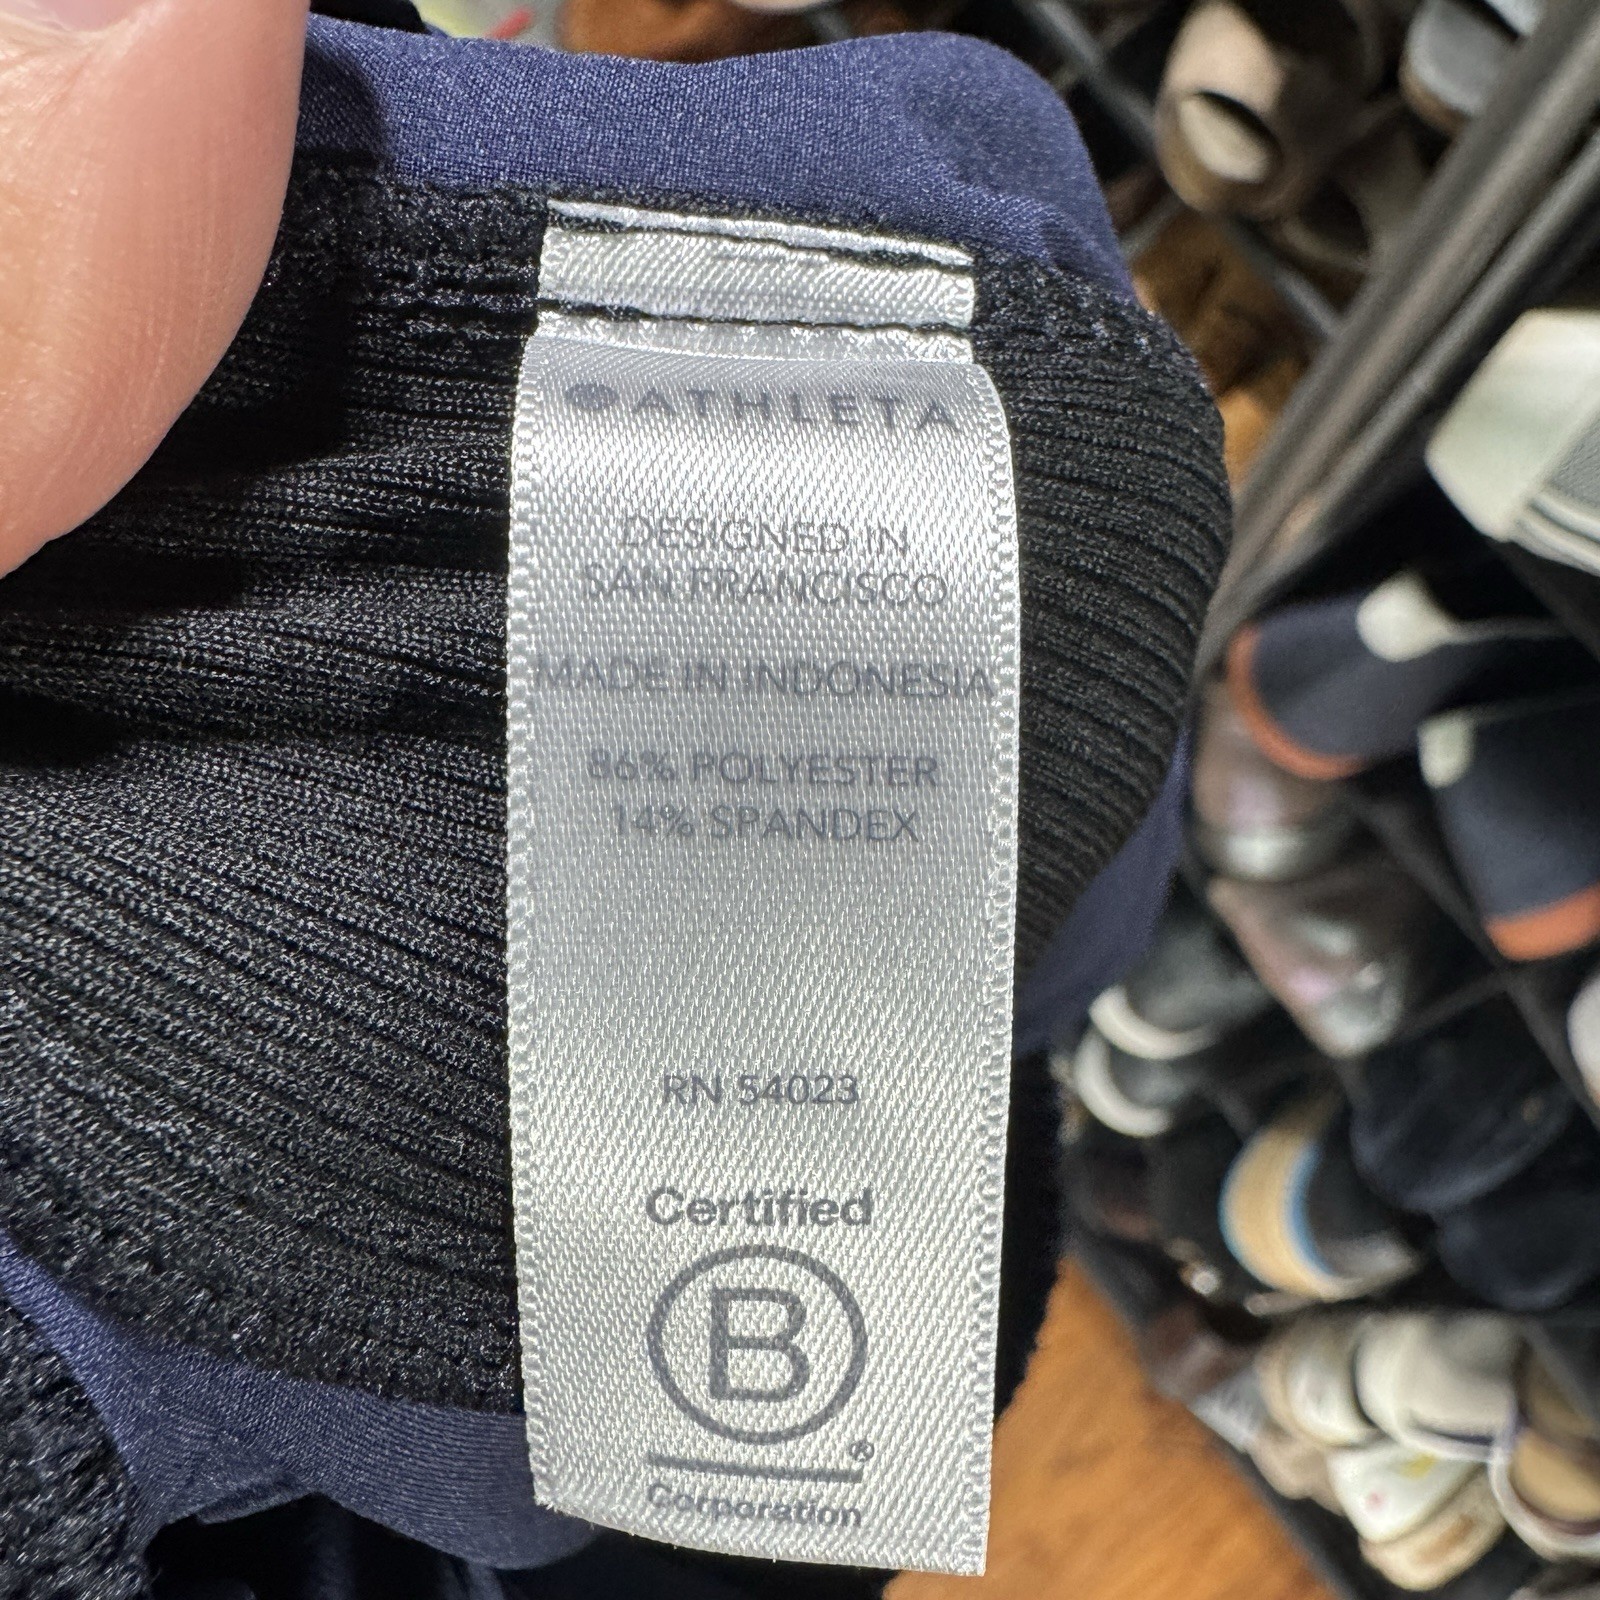 ATHLETA
DESIGNED IN
SAN FRANCISCO
MADE IN INDONESIA
86% POLYESTER
14% SPANDEX
RN 54023
Certified
B
®
Corporation